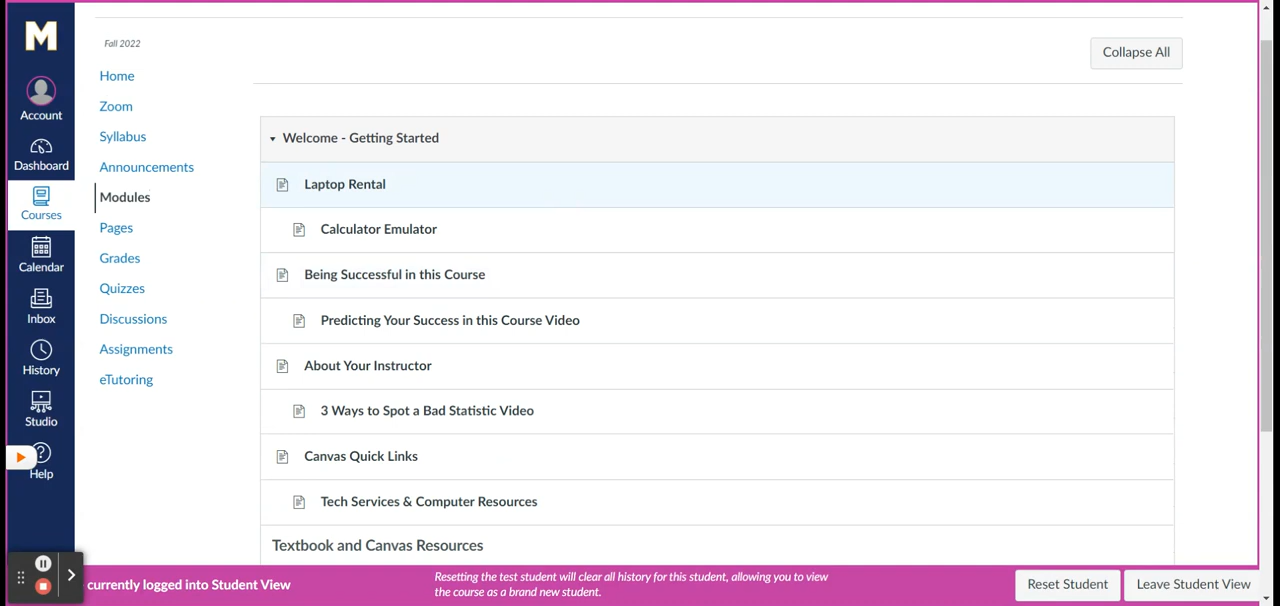 M
Account
Dashboard
Courses
Calendar
Inbox
History
Studio
Help
Fall 2022
Home
Zoom
Syllabus
Announcements
Modules
Pages
Grades
Quizzes
Discussions
Assignments
eTutoring
Collapse All
Welcome - Getting Started
Laptop Rental
Calculator Emulator
Being Successful in this Course
Predicting Your Success in this Course Video
About Your Instructor
3 Ways to Spot a Bad Statistic Video
Canvas Quick Links
Tech Services & Computer Resources
Textbook and Canvas Resources
currently logged into Student View
Resetting the test student will clear all history for this student, allowing you to view
the course as a brand new student.
Reset Student
Leave Student View